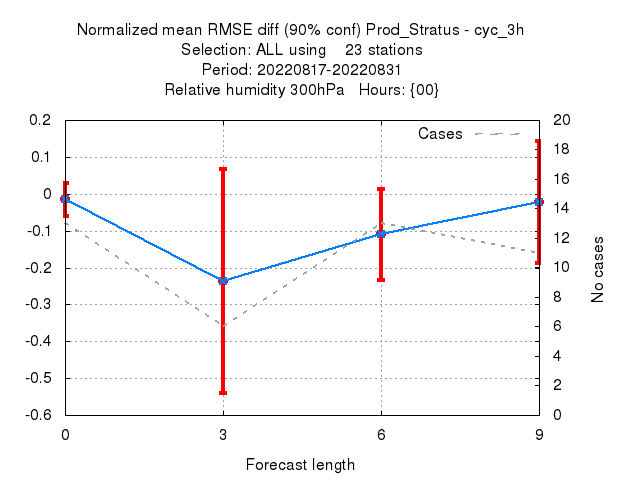 Normalized mean RMSE diff (90% conf) Prod_Stratus - cyc_3h
Selection: ALL using    23 stations
Period: 20220817-20220831
Relative humidity 300hPa   Hours: {00}
Cases
0.2
0.1
0
-0.1
-0.2
-0.3
-0.4
-0.5
-0.6
20
18
16
14
12
10
8
6
4
2
0
No cases
0 3 6 9
Forecast length